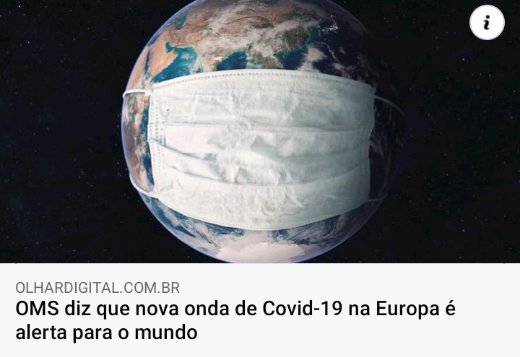 i
OLHARDIGITAL.COM.BR
OMS diz que nova onda de Covid-19 na Europa é
alerta para o mundo